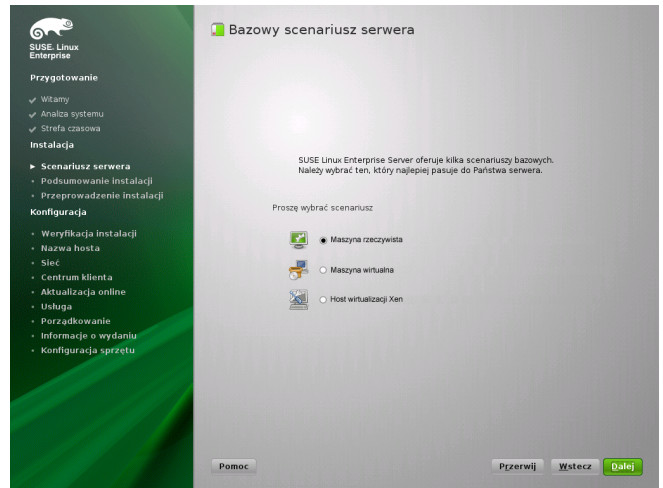 SUSE. Linux
Enterprise
Przygotowanie
Witamy
Analiza systemu
Strefa czasowa
Instalacja
Scenariusz serwera
Podsumowanie instalacji
Przeprowadzenie instalacji
Konfiguracja
Weryfikacja instalacji
Nazwa hosta
Sieć
Centrum klienta
Aktualizacja online
Usługa
Porządkowanie
Informacje o wydaniu
Konfiguracja sprzętu
Bazowy scenariusz serwera
SUSE Linux Enterprise Server oferuje kilka scenariuszy bazowych.
Należy wybrać ten, który najlepiej pasuje do Państwa serwera.
Proszę wybrać scenariusz
Maszyna rzeczywista
Maszyna wirtualna
Host wirtualizacji Xen
Pomoc
Przerwij
Wstecz
Dalej